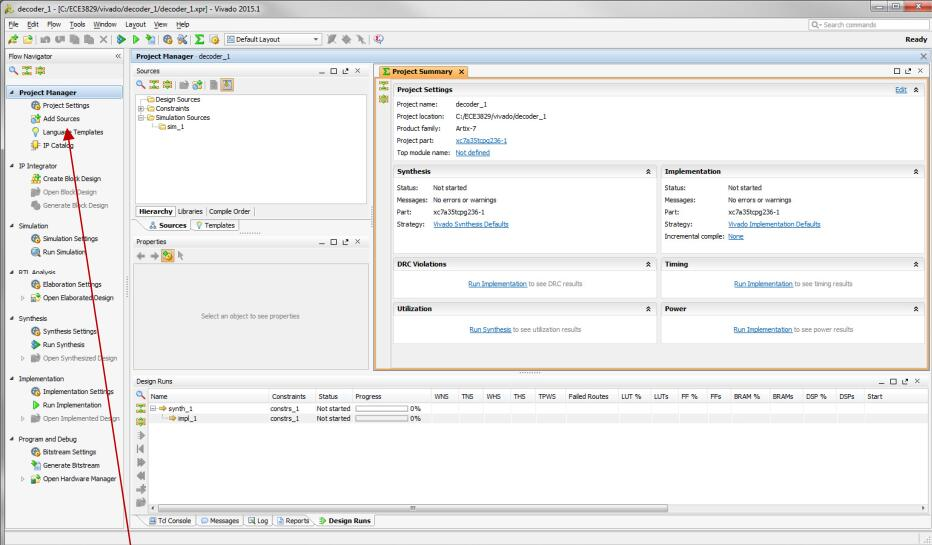 decoder_1 - [C:/ECE3829/vivado/decoder_1/decoder_1.xpr] - Vivado 2015.1
File Edit Flow Tools Window Layout View Help
Search commands
Default Layout
Ready
Flow Navigator
Project Manager
Project Settings
Add Sources
Language Templates
IP Catalog
IP Integrator
Create Block Design
Open Block Design
Generate Block Design
Simulation
Simulation Settings
Run Simulation
RTL Analysis
Elaboration Settings
Open Elaborated Design
Synthesis
Synthesis Settings
Run Synthesis
Open Synthesized Design
Implementation
Implementation Settings
Run Implementation
Open Implemented Design
Program and Debug
Bitstream Settings
Generate Bitstream
Open Hardware Manager
Project Manager - decoder_1
Sources
Design Sources
Constraints
Simulation Sources
sim_1
Hierarchy Libraries Compile Order
Sources Templates
Properties
Select an object to see properties
Project Summary
Project Settings Edit
Project name: decoder_1
Project location: C:/ECE3829/vivado/decoder_1
Product family: Artix-7
Project part: xc7a35tcpg236-1
Top module name: Not defined
Synthesis
Status: Not started
Messages: No errors or warnings
Part: xc7a35tcpg236-1
Strategy: Vivado Synthesis Defaults
Implementation
Status: Not started
Messages: No errors or warnings
Part: xc7a35tcpg236-1
Strategy: Vivado Implementation Defaults
Incremental compile: None
DRC Violations
Run Implementation to see DRC results
Timing
Run Implementation to see timing results
Utilization
Run Synthesis to see utilization results
Power
Run Implementation to see power results
Design Runs
Name Constraints Status Progress WNS TNS WHS THS TPWS Failed Routes LUT % LUTs FF % FFs BRAM % BRAMs DSP % DSPs Start
synth_1 constrs_1 Not started 0%
impl_1 constrs_1 Not started 0%
Tcl Console Messages Log Reports Design Runs